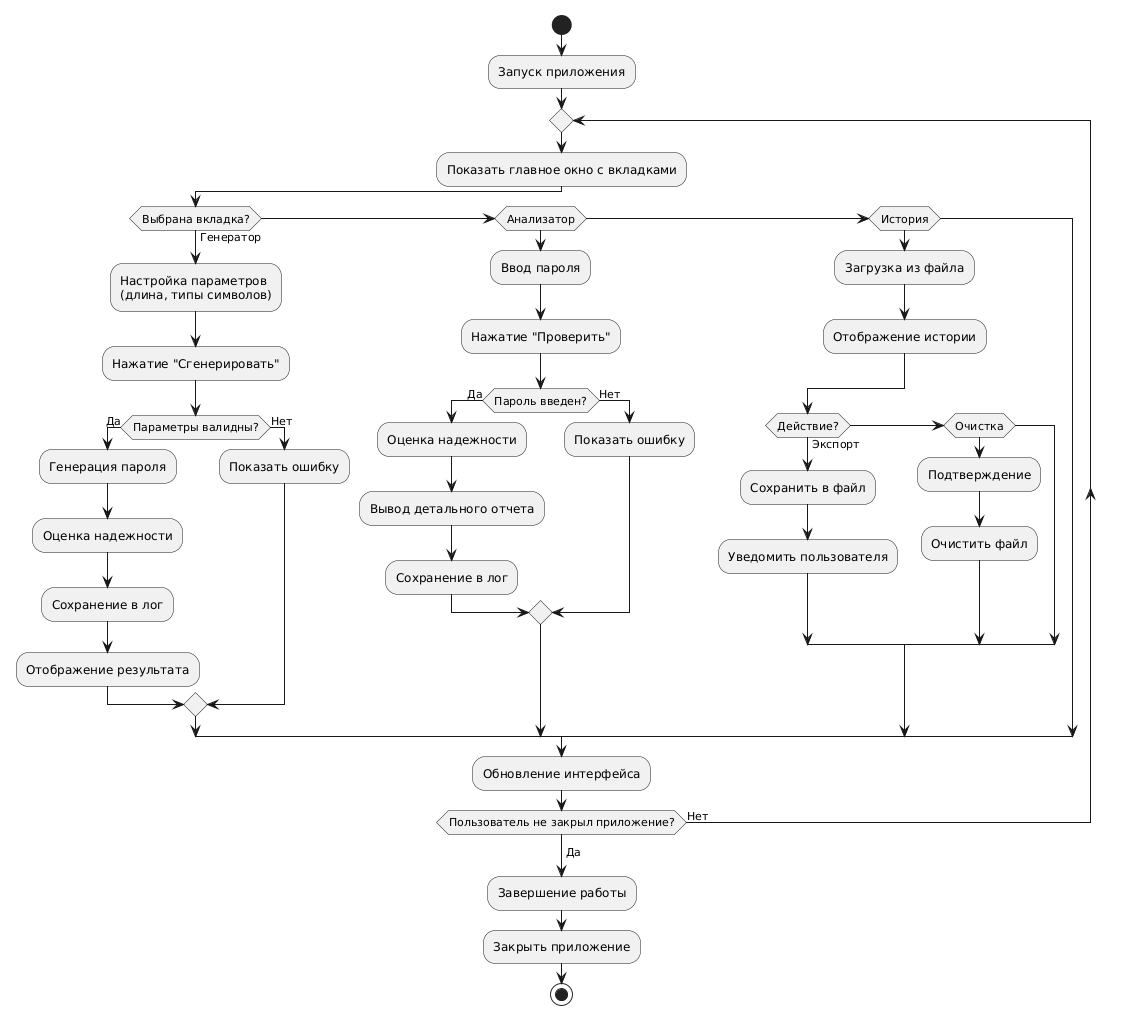 Запуск приложения
Показать главное окно с вкладками
Выбрана вкладка?
Генератор
Настройка параметров
(длина, типы символов)
Нажатие "Сгенерировать"
Параметры валидны?
Да
Генерация пароля
Оценка надежности
Сохранение в лог
Отображение результата
Нет
Показать ошибку
Анализатор
Ввод пароля
Нажатие "Проверить"
Пароль введен?
Да
Оценка надежности
Вывод детального отчета
Сохранение в лог
Нет
Показать ошибку
История
Загрузка из файла
Отображение истории
Действие?
Экспорт
Сохранить в файл
Уведомить пользователя
Очистка
Подтверждение
Очистить файл
Обновление интерфейса
Пользователь не закрыл приложение?
Нет
Да
Завершение работы
Закрыть приложение